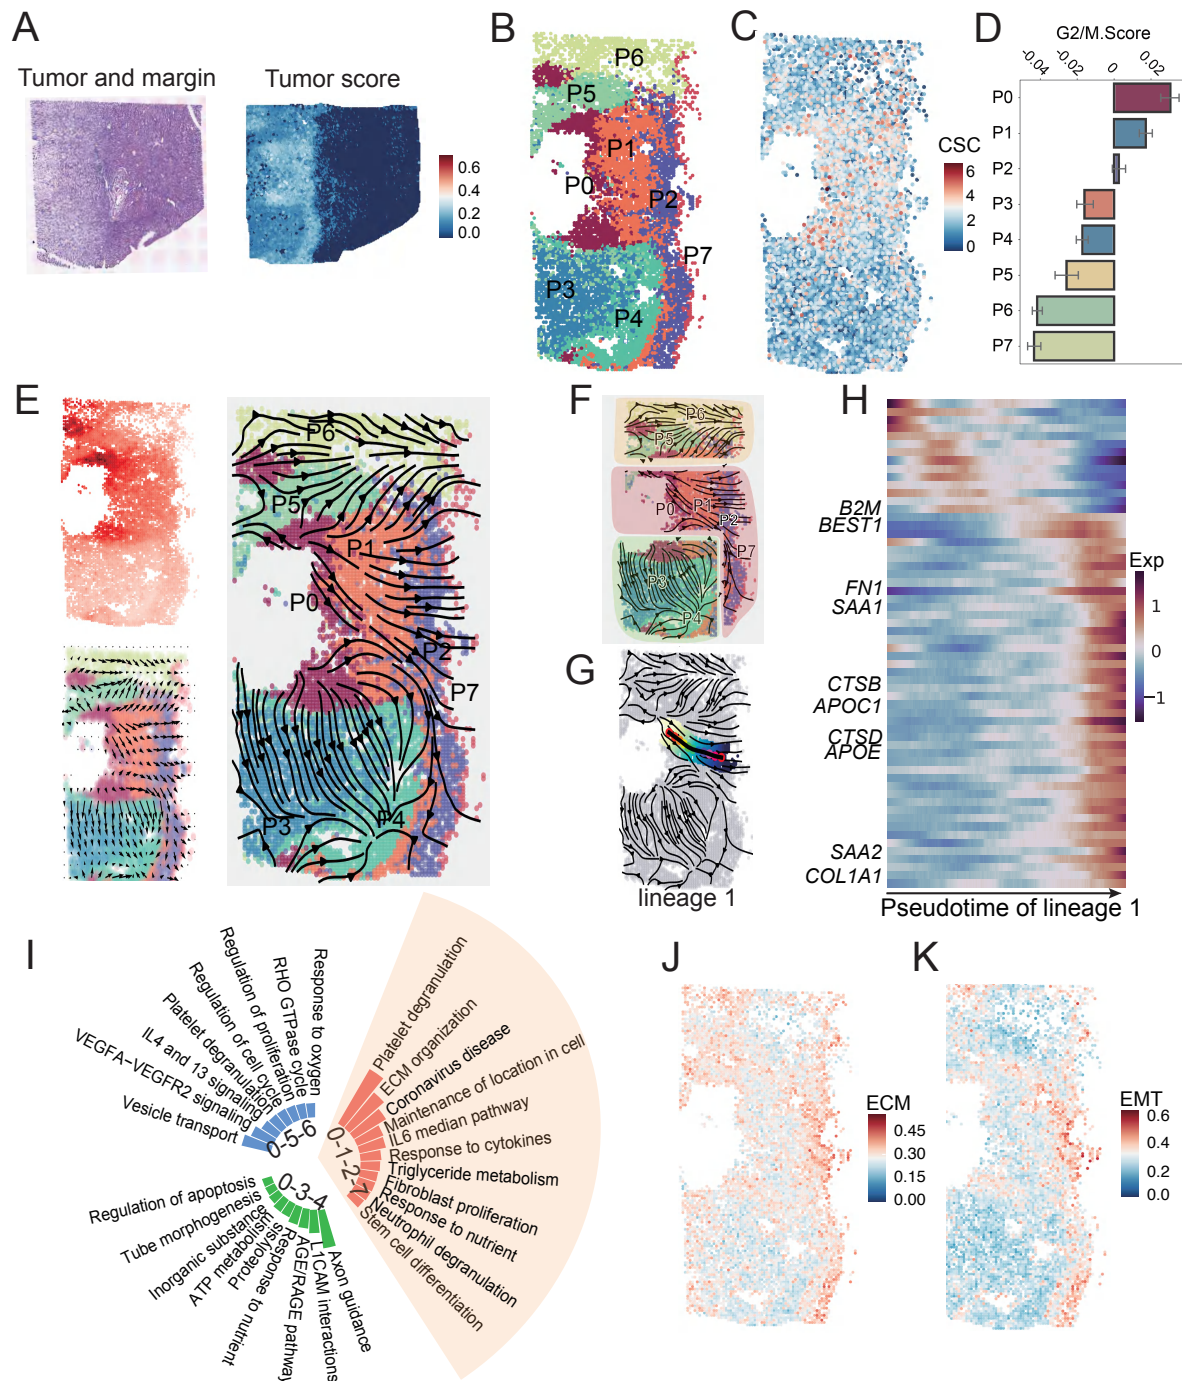 A
Tumor and margin
Tumor score
0.6
0.4
0.2
0.0
B
P6
P5
P1
P0
P2
P7
P3
P4
C
CSC
6
4
2
0
D
G2/M.Score
-0.04
-0.02
0
0.02
P0
P1
P2
P3
P4
P5
P6
P7
E
P6
P5
P1
P0
P2
P7
P3
P4
F
P6
P5
P0
P1
P2
P7
P3
P4
G
lineage 1
H
B2M
BEST1
FN1
SAA1
CTSB
APOC1
CTSD
APOE
SAA2
COL1A1
Exp
1
0
−1
Pseudotime of lineage 1
I
Vesicle transport
VEGFA−VEGFR2 signaling
IL4 and 13 signaling
Platelet degranulation
Regulation of cell cycle
Regulation of proliferation
RHO GTPase cycle
Response to oxygen
0-5-6
Platelet degranulation
ECM organization
Coronavirus disease
Maintenance of location in cell
IL6 median pathway
Response to cytokines
Triglyceride metabolism
Fibroblast proliferation
Response to nutrient
Neutrophil degranulation
Stem cell differentiation
0-1-2-7
0-3-4
Regulation of apoptosis
Tube morphogenesis
Inorganic substance
ATP metabolism
Proteolysis
Response to nutrient
AGE/RAGE pathway
L1CAM interactions
Axon guidance
J
ECM
0.45
0.30
0.15
0.00
K
EMT
0.6
0.4
0.2
0.0